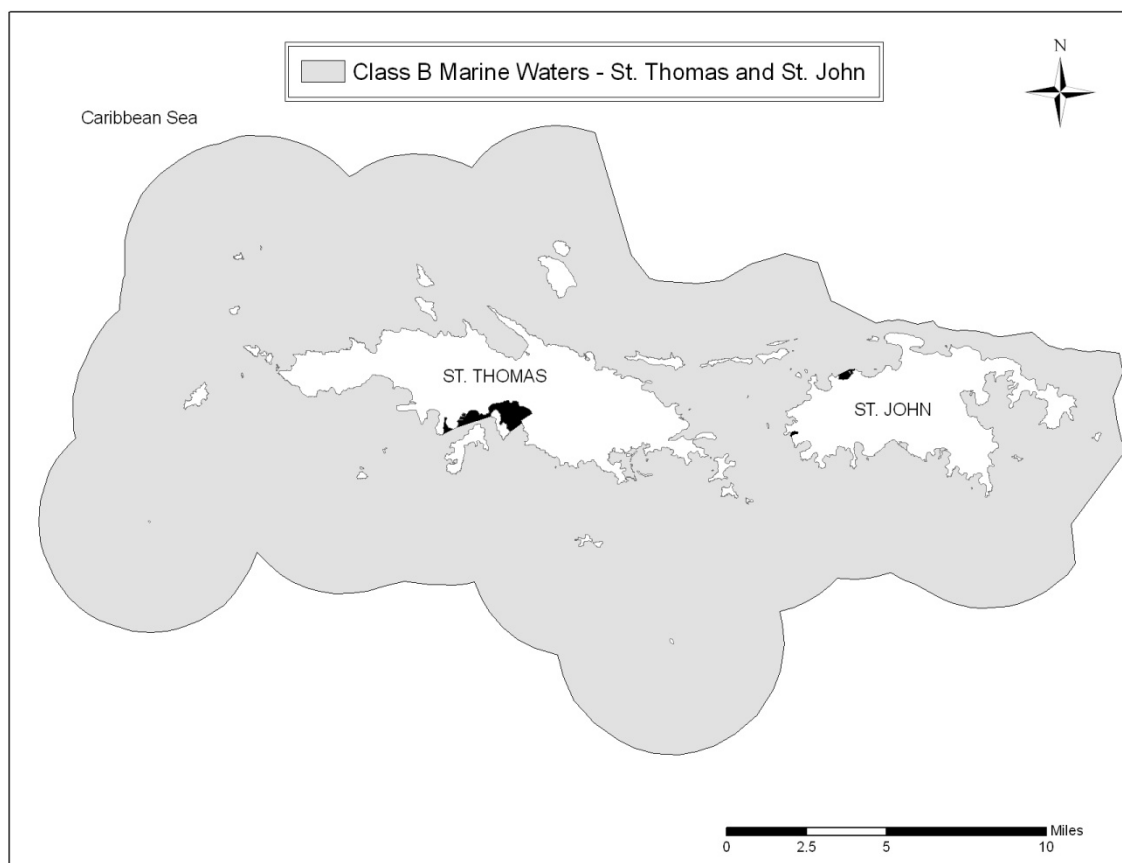 Class B Marine Waters - St. Thomas and St. John
N
Caribbean Sea
ST. THOMAS
ST. JOHN
Miles
0 2.5 5 10